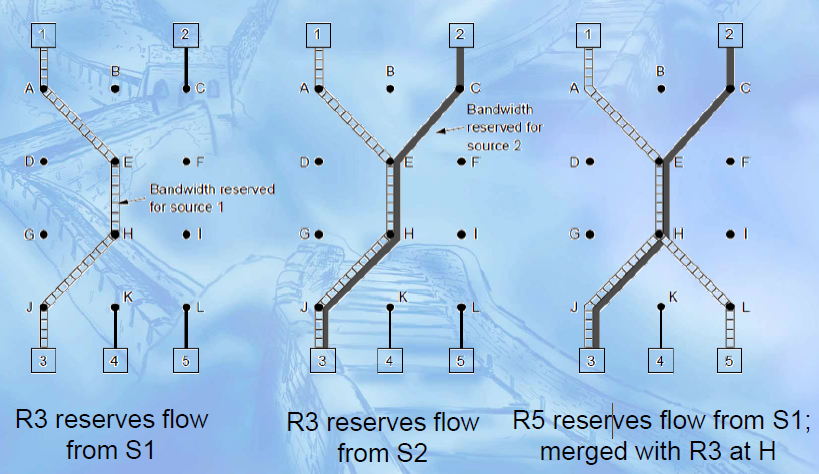 1
2
A
B
C
D
E
F
Bandwidth reserved
for source 1
G
H
I
J
K
L
3
4
5
R3 reserves flow
from S1
1
2
A
B
C
Bandwidth
reserved for
source 2
D
E
F
G
H
I
J
K
L
3
4
5
R3 reserves flow
from S2
1
2
A
B
C
D
E
F
G
H
I
J
K
L
3
4
5
R5 reserves flow from S1;
merged with R3 at H